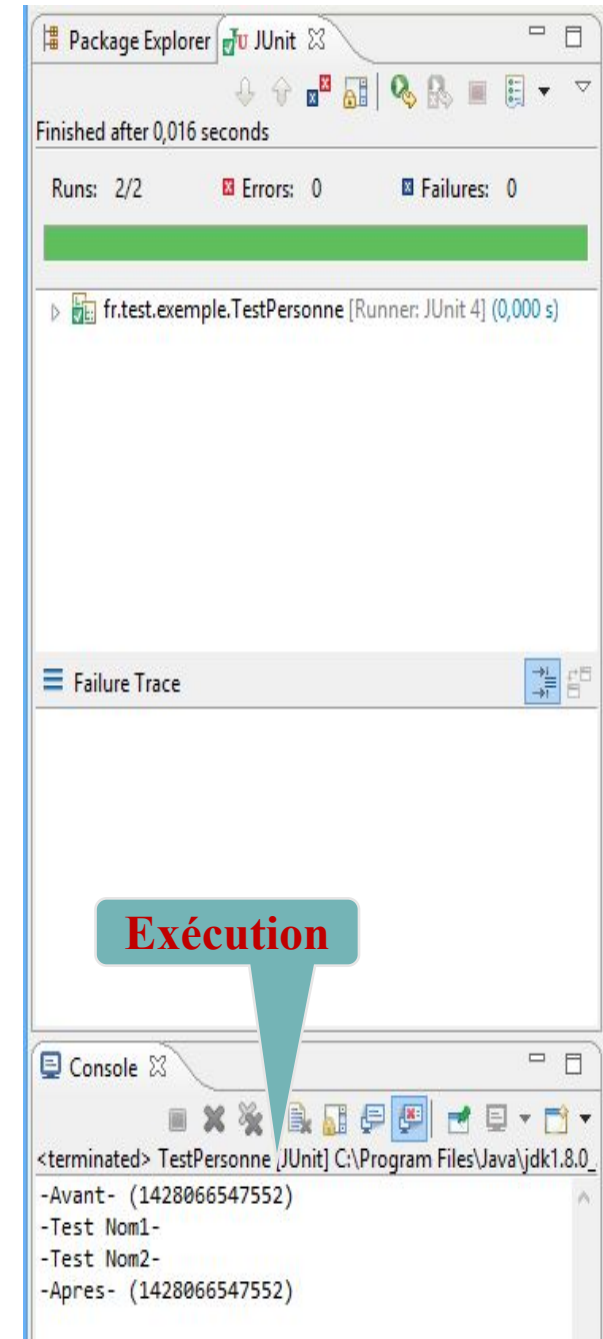 Package Explorer JUnit
Finished after 0,016 seconds
Runs: 2/2 Errors: 0 Failures: 0
fr.test.exemple.TestPersonne [Runner: JUnit 4] (0,000 s)
Failure Trace
Exécution
Console
<terminated> TestPersonne [JUnit] C:\Program Files\Java\jdk1.8.0_
-Avant- (1428066547552)
-Test Nom1-
-Test Nom2-
-Apres- (1428066547552)